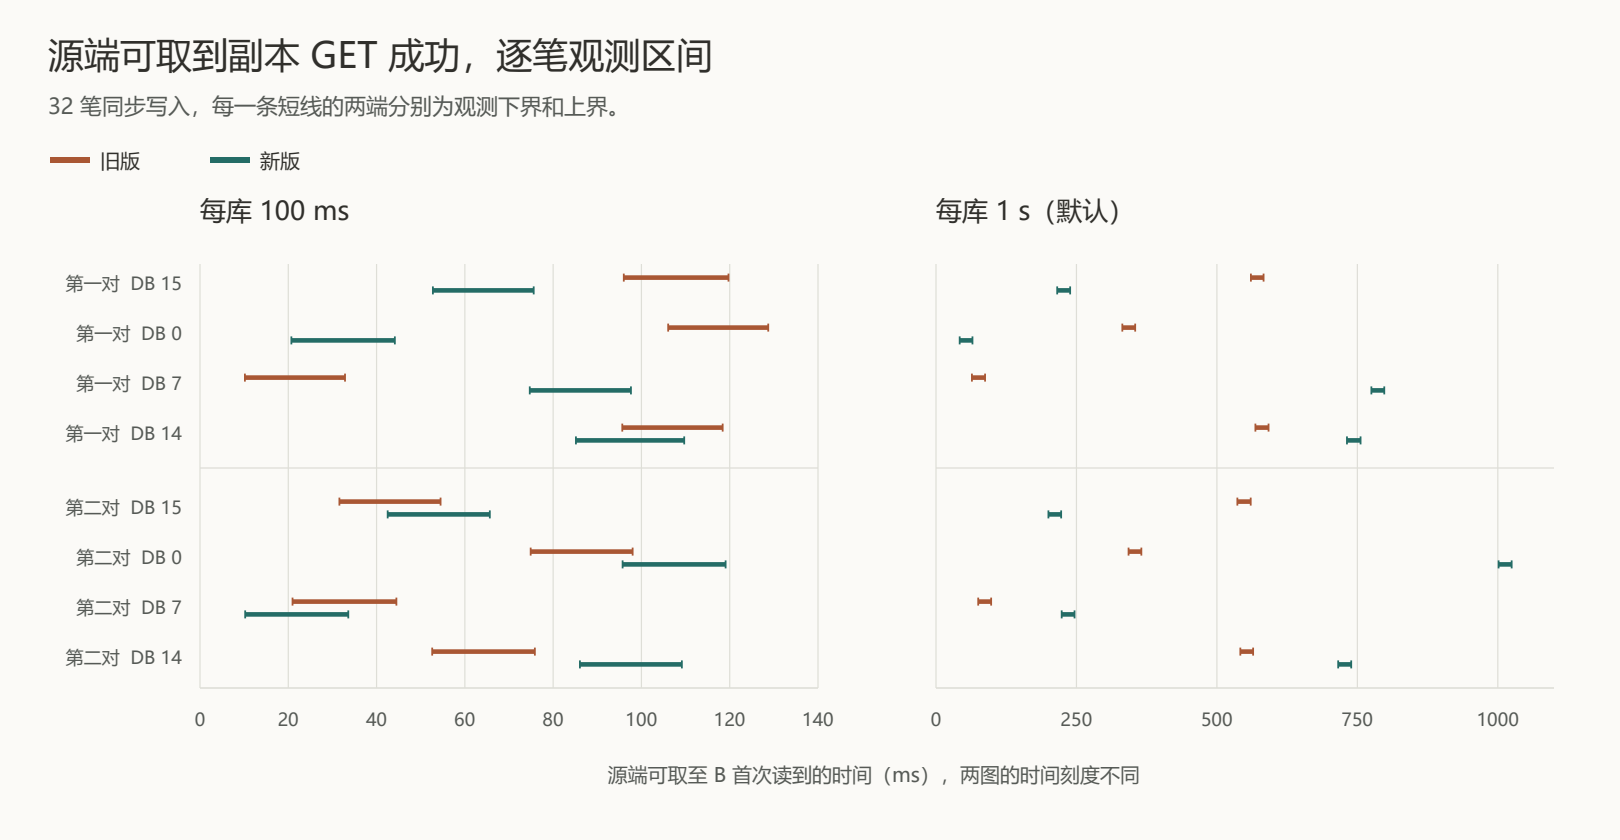 源端可取到副本 GET 成功，逐笔观测区间
32 笔同步写入，每一条短线的两端分别为观测下界和上界。
旧版 新版
每库 100 ms
每库 1 s（默认）
第一对 DB 15
第一对 DB 0
第一对 DB 7
第一对 DB 14
第二对 DB 15
第二对 DB 0
第二对 DB 7
第二对 DB 14
0 20 40 60 80 100 120 140
0 250 500 750 1000
源端可取至 B 首次读到的时间（ms），两图的时间刻度不同